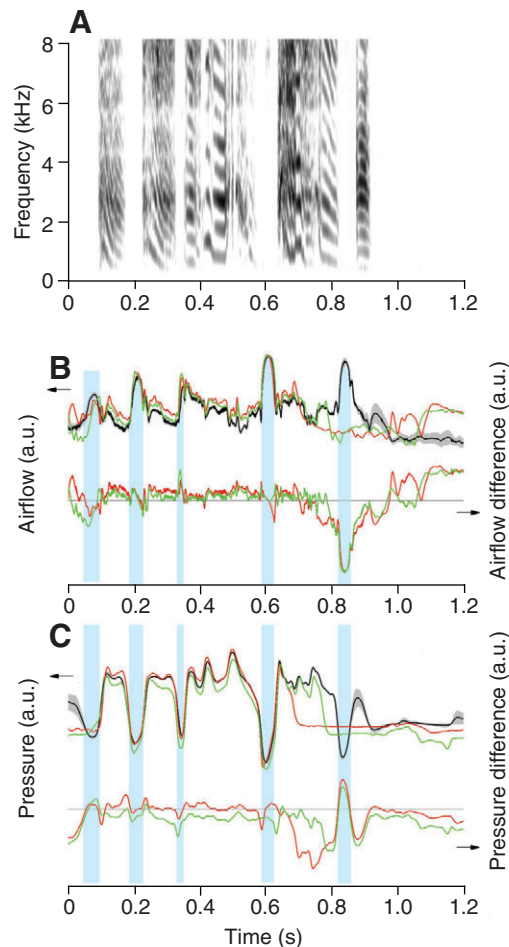 A
8
6
4
2
0
Frequency (kHz)
0 0.2 0.4 0.6 0.8 1.0 1.2
B
Airflow (a.u.)
Airflow difference (a.u.)
0 0.2 0.4 0.6 0.8 1.0 1.2
C
Pressure (a.u.)
Pressure difference (a.u.)
0 0.2 0.4 0.6 0.8 1.0 1.2
Time (s)